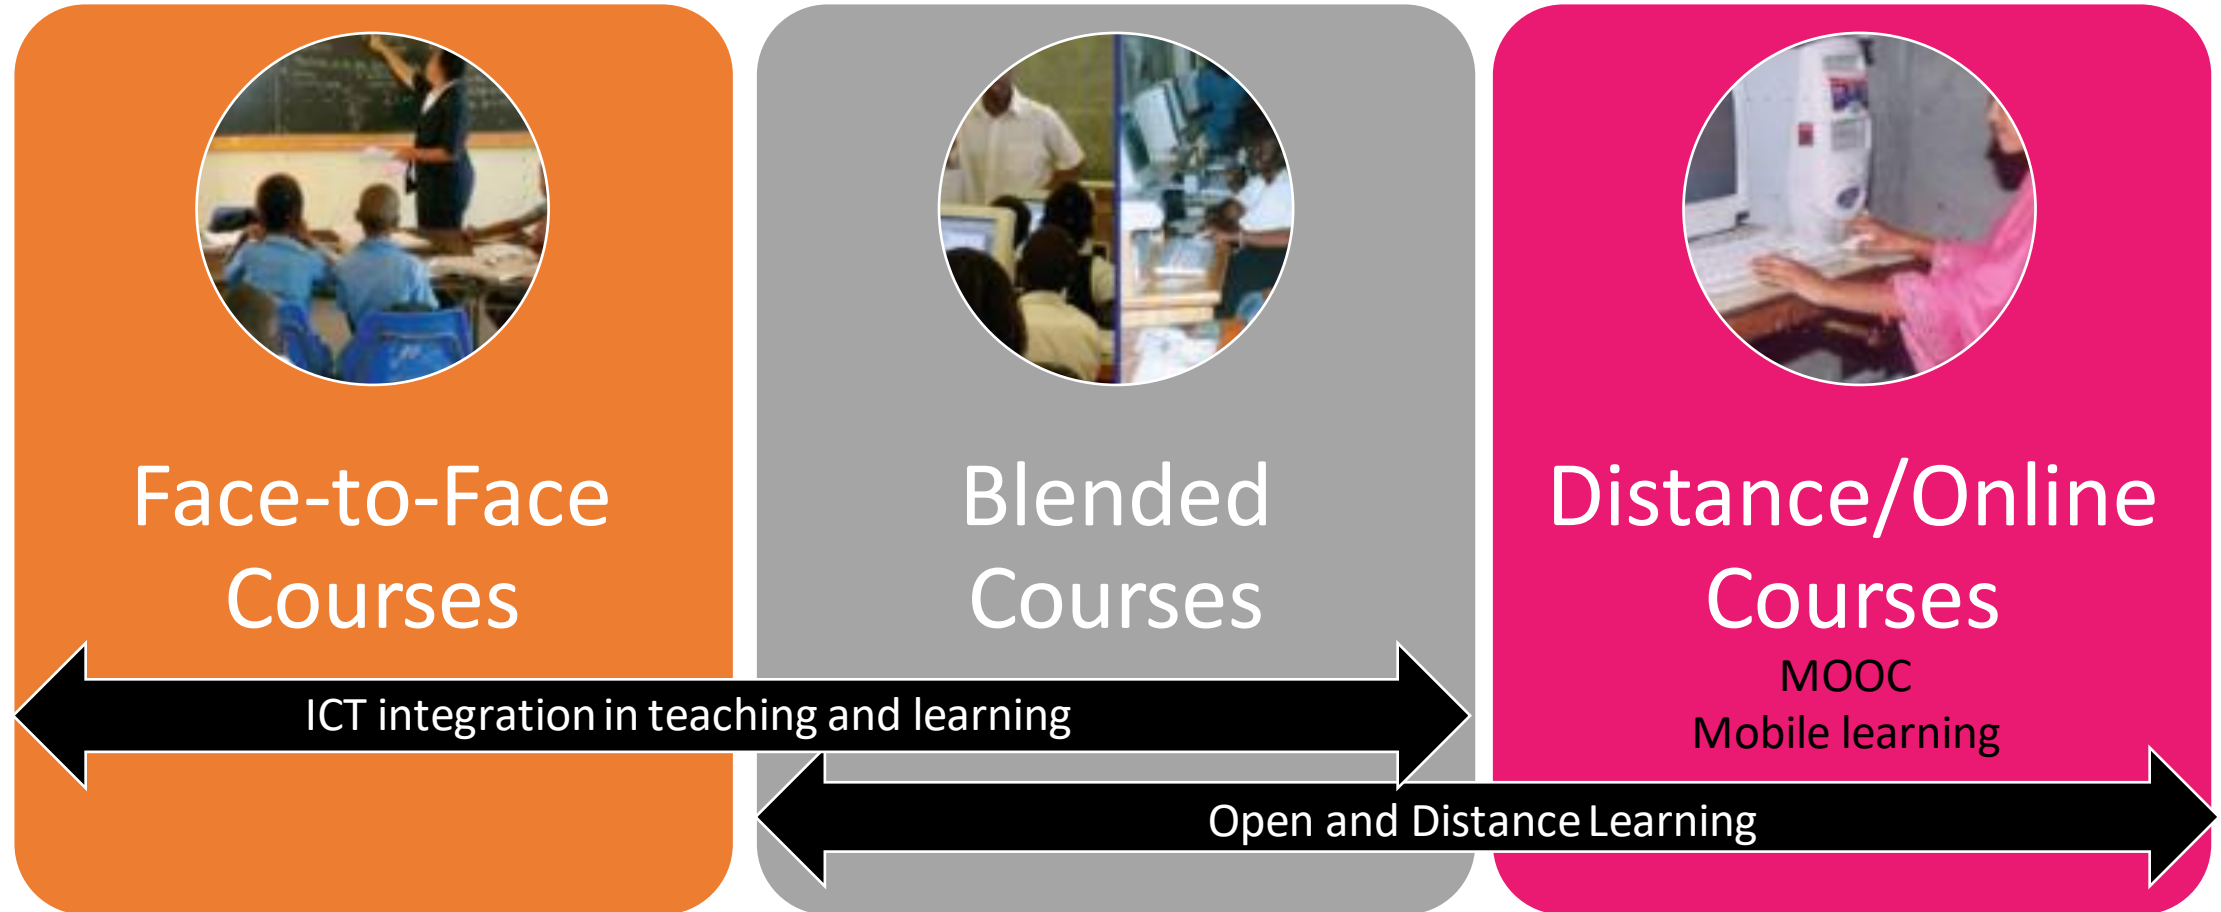 Face-to-Face
Courses
Blended
Courses
Distance/Online
Courses
MOOC
Mobile learning
ICT integration in teaching and learning
Open and Distance Learning